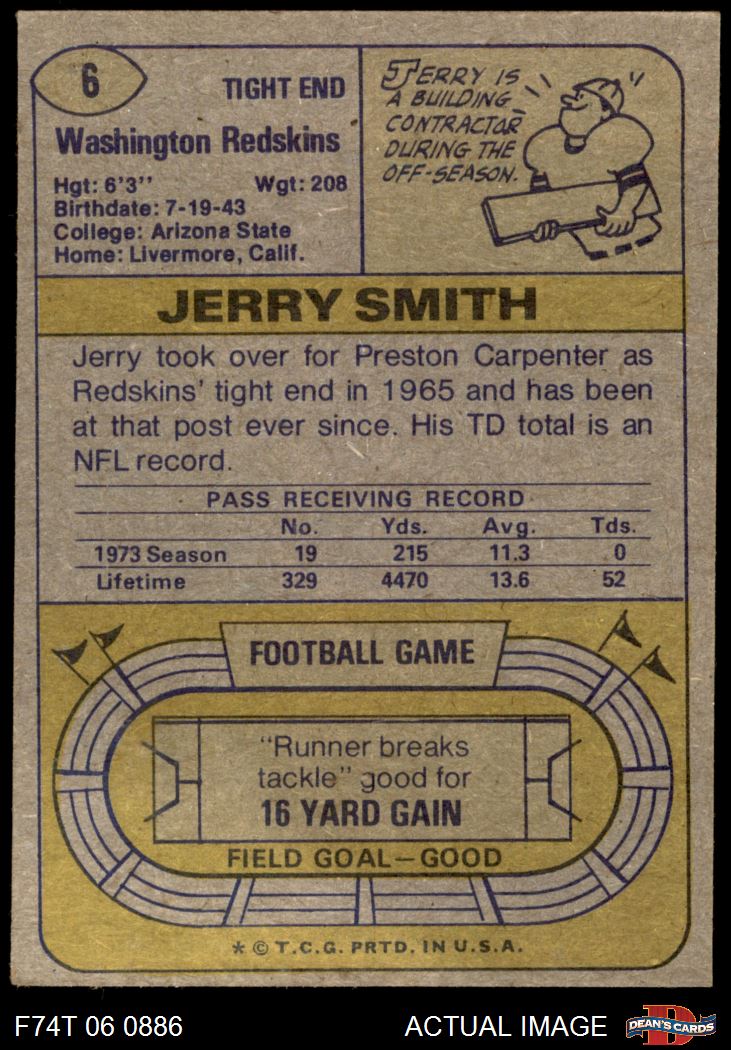 6
TIGHT END
Washington Redskins
Hgt: 6'3'' Wgt: 208
Birthdate: 7-19-43
College: Arizona State
Home: Livermore, Calif.
JERRY IS
A BUILDING
CONTRACTOR
DURING THE
OFF-SEASON.
JERRY SMITH
Jerry took over for Preston Carpenter as
Redskins' tight end in 1965 and has been
at that post ever since. His TD total is an
NFL record.
PASS RECEIVING RECORD
No. Yds. Avg. Tds.
1973 Season 19 215 11.3 0
Lifetime 329 4470 13.6 52
FOOTBALL GAME
"Runner breaks
tackle" good for
16 YARD GAIN
FIELD GOAL—GOOD
* © T.C.G. PRTD. IN U.S.A.
F74T 06 0886 ACTUAL IMAGE
D
DEAN'S CARDS